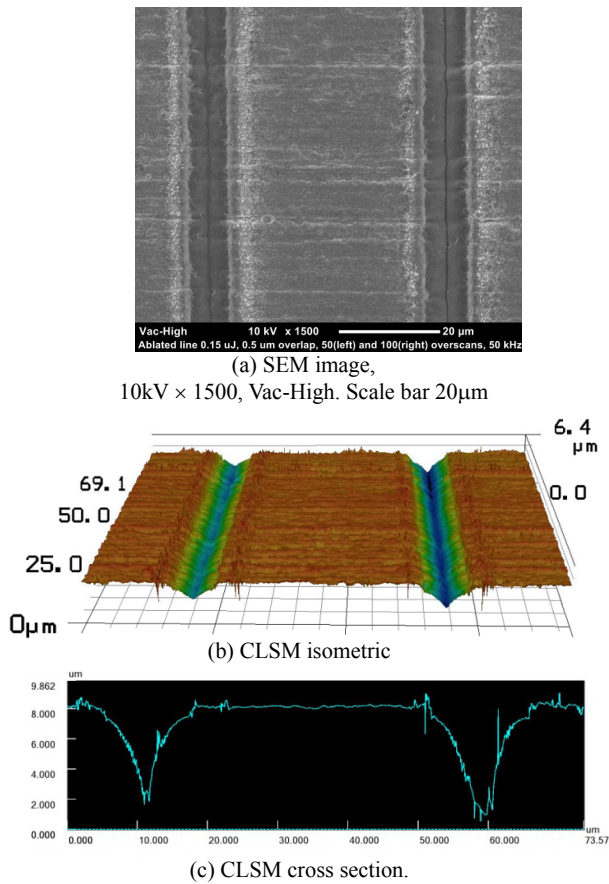 Vac-High 10 kV x 1500 20 µm
Ablated line 0.15 uJ, 0.5 um overlap, 50(left) and 100(right) overscans, 50 kHz
(a) SEM image,
10kV × 1500, Vac-High. Scale bar 20μm
6.4
μm
69.1
0.0
50.0
25.0
0μm
(b) CLSM isometric
um
9.862
8.000
6.000
4.000
2.000
0.000
um
0.000 10.000 20.000 30.000 40.000 50.000 60.000 73.57
(c) CLSM cross section.